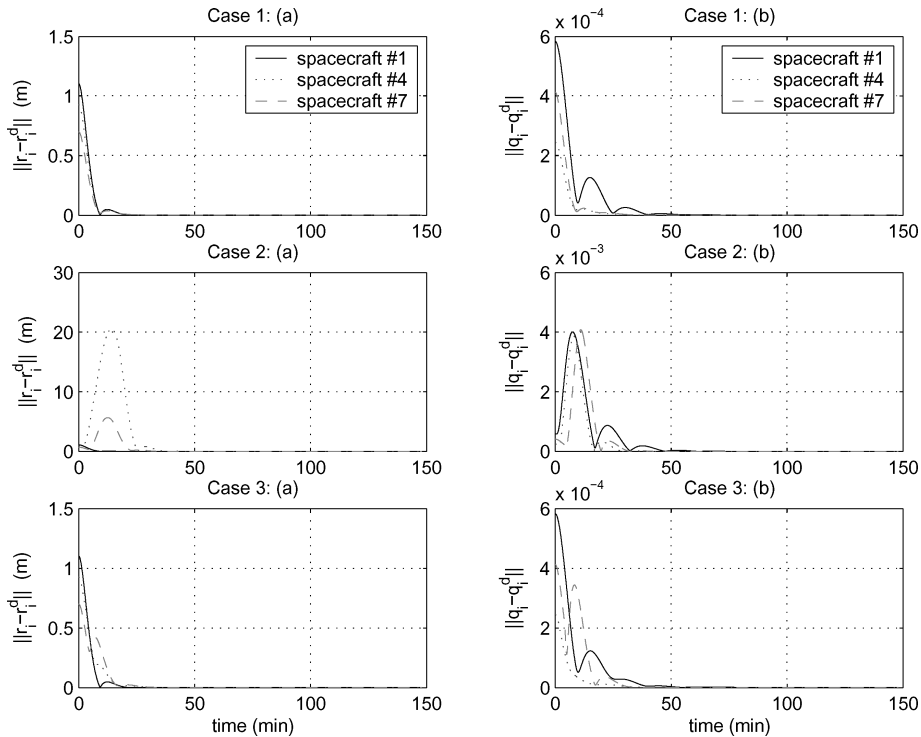 Case 1: (a)
1.5
1
0.5
0
0
50
100
150
||r_i−r_i^d|| (m)
spacecraft #1
spacecraft #4
spacecraft #7
Case 1: (b)
x 10^−4
6
4
2
0
0
50
100
150
||q_i−q_i^d||
spacecraft #1
spacecraft #4
spacecraft #7
Case 2: (a)
30
20
10
0
0
50
100
150
||r_i−r_i^d|| (m)
Case 2: (b)
x 10^−3
6
4
2
0
0
50
100
150
||q_i−q_i^d||
Case 3: (a)
1.5
1
0.5
0
0
50
100
150
||r_i−r_i^d|| (m)
time (min)
Case 3: (b)
x 10^−4
6
4
2
0
0
50
100
150
||q_i−q_i^d||
time (min)